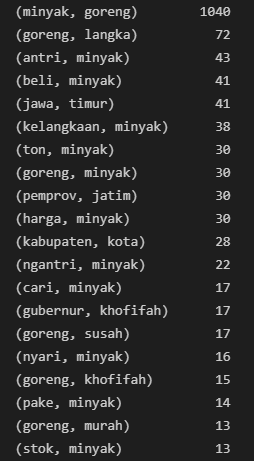 (minyak, goreng) 1040
(goreng, langka) 72
(antri, minyak) 43
(beli, minyak) 41
(jawa, timur) 41
(kelangkaan, minyak) 38
(ton, minyak) 30
(goreng, minyak) 30
(pemprov, jatim) 30
(harga, minyak) 30
(kabupaten, kota) 28
(ngantri, minyak) 22
(cari, minyak) 17
(gubernur, khofifah) 17
(goreng, susah) 17
(nyari, minyak) 16
(goreng, khofifah) 15
(pake, minyak) 14
(goreng, murah) 13
(stok, minyak) 13